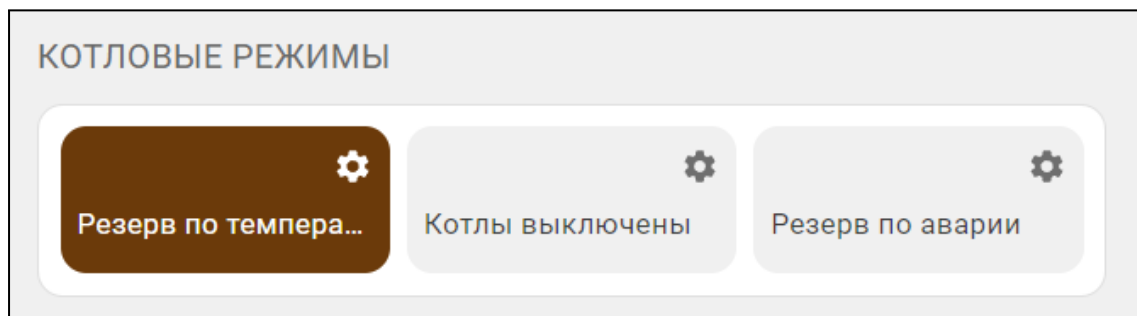 КОТЛОВЫЕ РЕЖИМЫ
Резерв по темпера...
Котлы выключены
Резерв по аварии